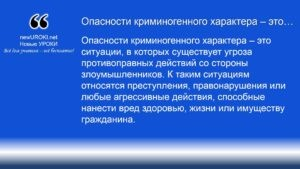 Опасности криминогенного характера – это…
newUROKI.net
Новые УРОКИ
Всё для учителя – всё бесплатно!
Опасности криминогенного характера – это
ситуации, в которых существует угроза
противоправных действий со стороны
злоумышленников. К таким ситуациям
относятся преступления, правонарушения или
любые агрессивные действия, способные
нанести вред здоровью, жизни или имуществу
гражданина.